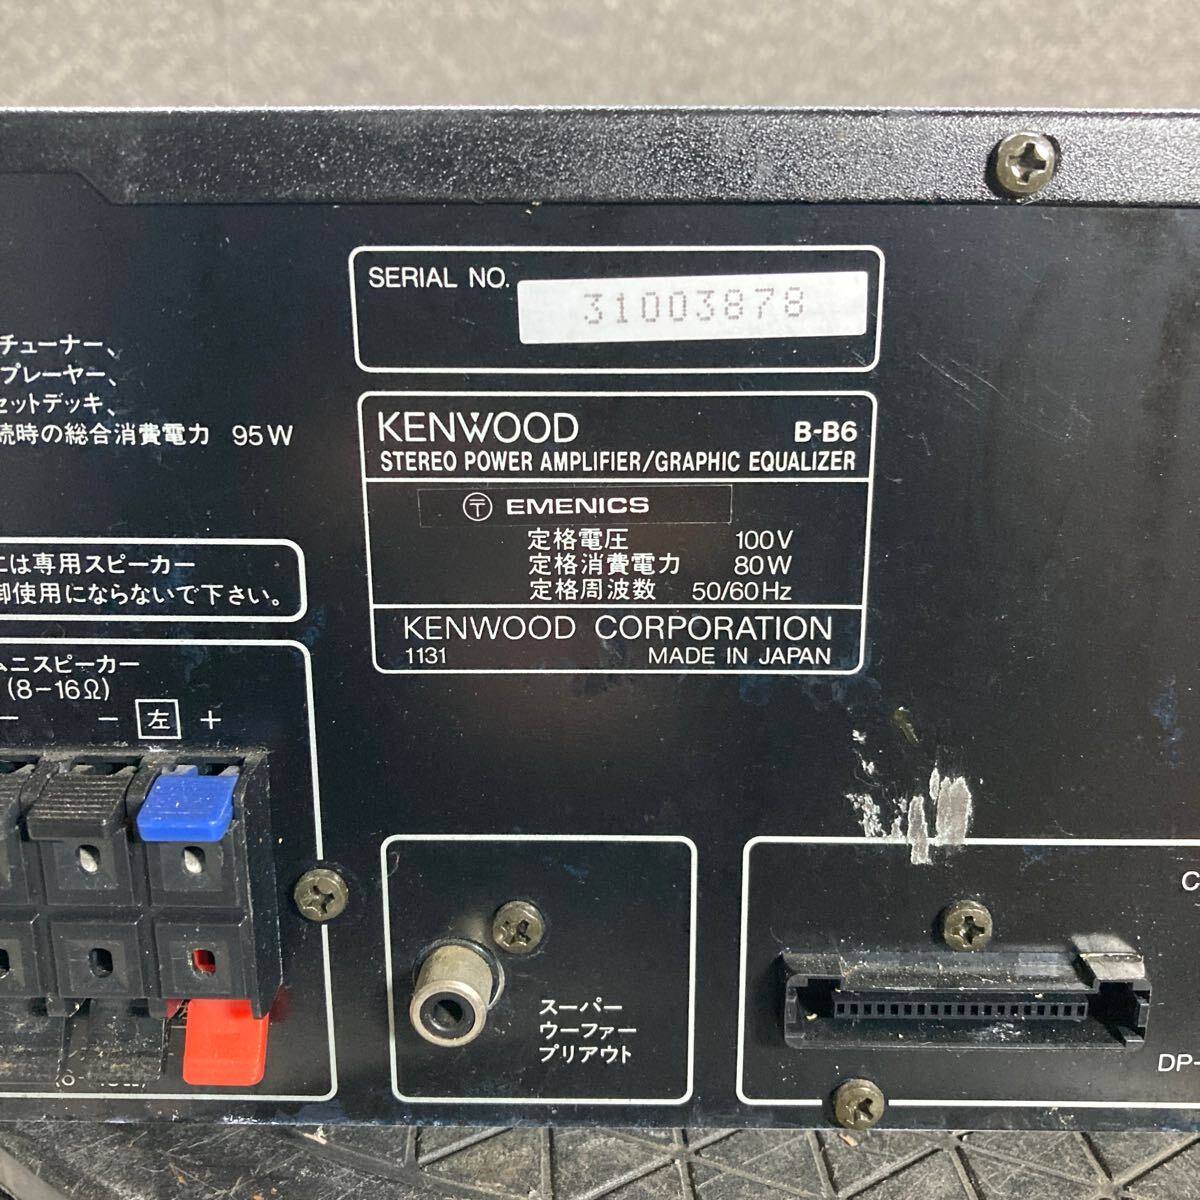 SERIAL NO. 31003878
チューナー、
プレーヤー、
セットデッキ、
続時の総合消費電力 95W
KENWOOD B-B6
STEREO POWER AMPLIFIER/GRAPHIC EQUALIZER
〒 EMENICS
定格電圧 100V
定格消費電力 80W
定格周波数 50/60Hz
KENWOOD CORPORATION
1131 MADE IN JAPAN
には専用スピーカー
御使用にならないで下さい。
ムニスピーカー
(8-16Ω)
− − 左 +
スーパー
ウーファー
プリアウト
C
DP-